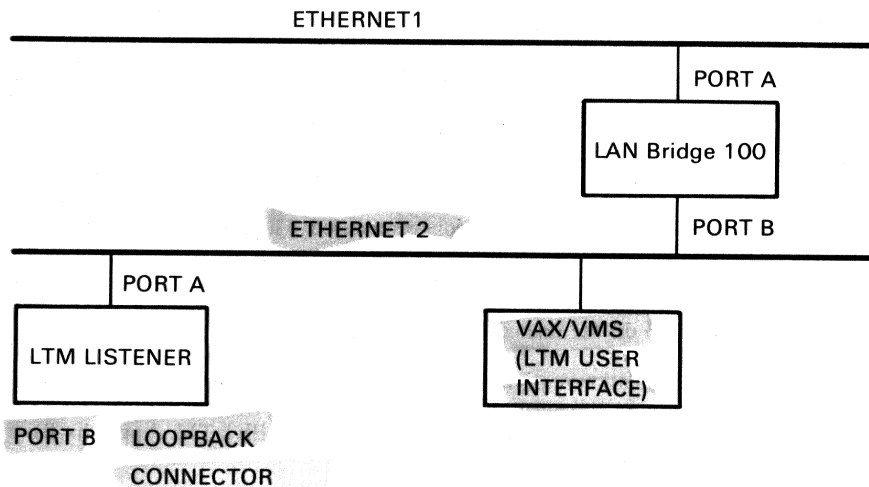 ETHERNET1
PORT A
LAN Bridge 100
ETHERNET 2
PORT B
PORT A
LTM LISTENER
VAX/VMS
(LTM USER
INTERFACE)
PORT B LOOPBACK
CONNECTOR